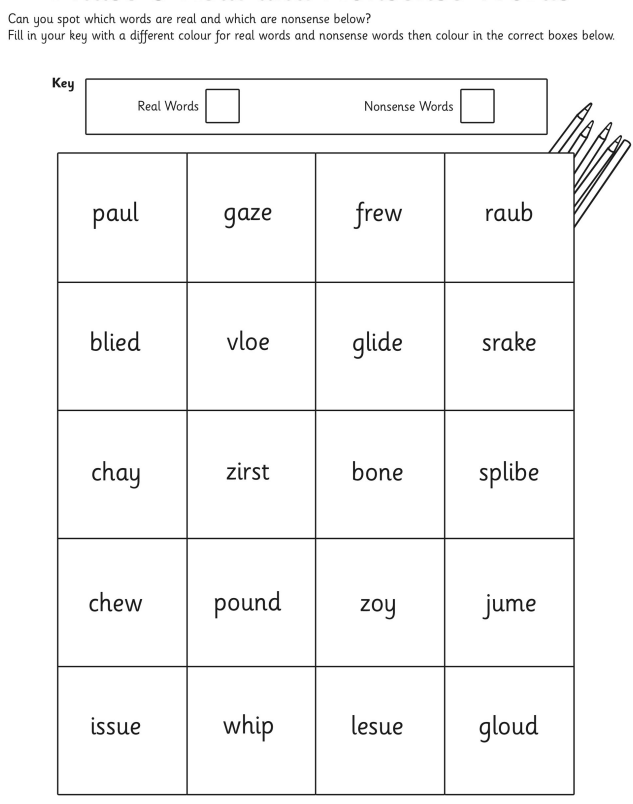 Can you spot which words are real and which are nonsense below?
Fill in your key with a different colour for real words and nonsense words then colour in the correct boxes below.
Key
Real Words
Nonsense Words
paul gaze frew raub
blied vloe glide srake
chay zirst bone splibe
chew pound zoy jume
issue whip lesue gloud